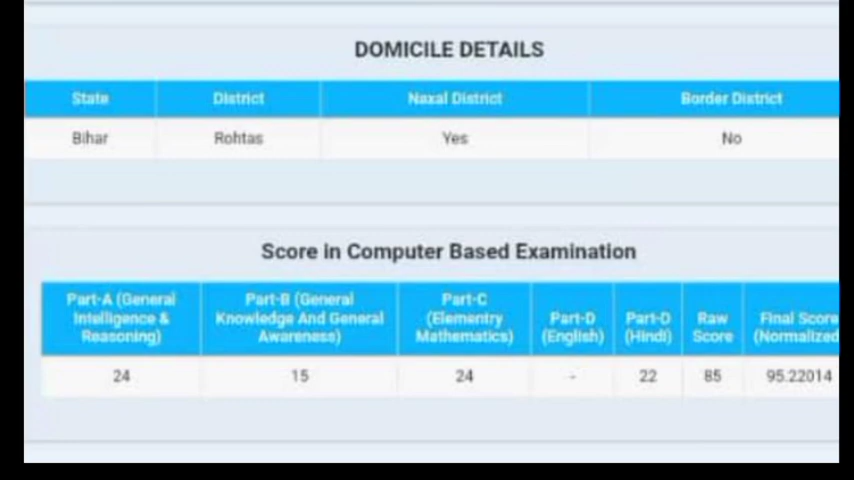 DOMICILE DETAILS
State District Naxal District Border District
Bihar Rohtas Yes No
Score in Computer Based Examination
Part-A (General Intelligence & Reasoning)
Part-B (General Knowledge And General Awareness)
Part-C (Elementry Mathematics)
Part-D (English)
Part-D (Hindi)
Raw Score
Final Score (Normalized
24 15 24 - 22 85 95.22014